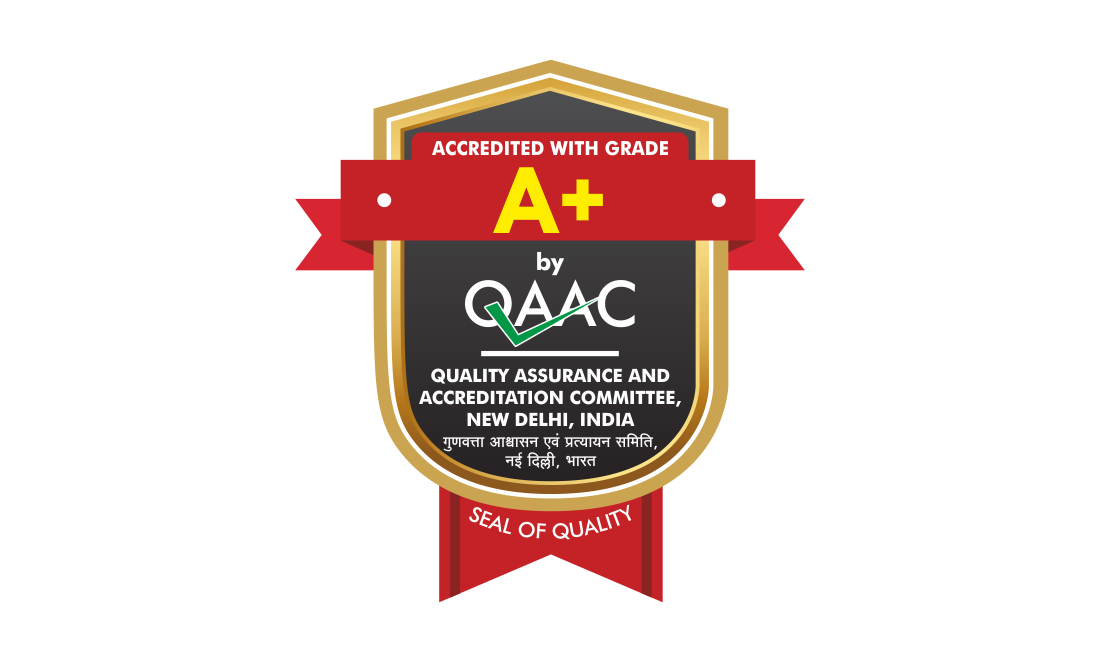 ACCREDITED WITH GRADE
A+
by
QAAC
QUALITY ASSURANCE AND
ACCREDITATION COMMITTEE,
NEW DELHI, INDIA
गुणवत्ता आश्वासन एवं प्रत्यायन समिति,
नई दिल्ली, भारत
SEAL OF QUALITY